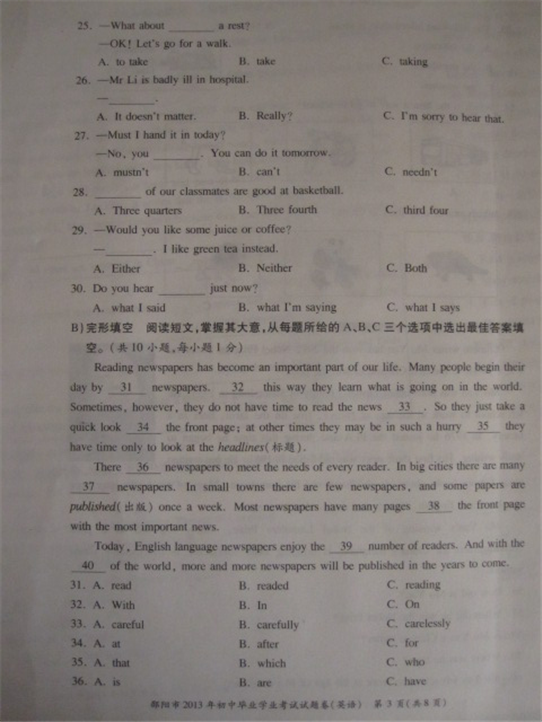 25. —What about ________ a rest?
—OK! Let's go for a walk.
A. to take B. take C. taking
26. —Mr Li is badly ill in hospital.
—________.
A. It doesn't matter. B. Really? C. I'm sorry to hear that.
27. —Must I hand it in today?
—No, you ________. You can do it tomorrow.
A. mustn't B. can't C. needn't
28. ________ of our classmates are good at basketball.
A. Three quarters B. Three fourth C. third four
29. —Would you like some juice or coffee?
—________. I like green tea instead.
A. Either B. Neither C. Both
30. Do you hear ________ just now?
A. what I said B. what I'm saying C. what I says
B)完形填空 阅读短文,掌握其大意,从每题所给的A、B、C三个选项中选出最佳答案填
空。(共10小题,每小题1分)
Reading newspapers has become an important part of our life. Many people begin their
day by 31 newspapers. 32 this way they learn what is going on in the world.
Sometimes, however, they do not have time to read the news 33 . So they just take a
quick look 34 the front page; at other times they may be in such a hurry 35 they
have time only to look at the headlines(标题).
There 36 newspapers to meet the needs of every reader. In big cities there are many
37 newspapers. In small towns there are few newspapers, and some papers are
published(出版) once a week. Most newspapers have many pages 38 the front page
with the most important news.
Today, English language newspapers enjoy the 39 number of readers. And with the
40 of the world, more and more newspapers will be published in the years to come.
31. A. read B. readed C. reading
32. A. With B. In C. On
33. A. careful B. carefully C. carelessly
34. A. at B. after C. for
35. A. that B. which C. who
36. A. is B. are C. have
邵阳市2013年初中毕业学业考试试题卷(英语) 第3页(共8页)